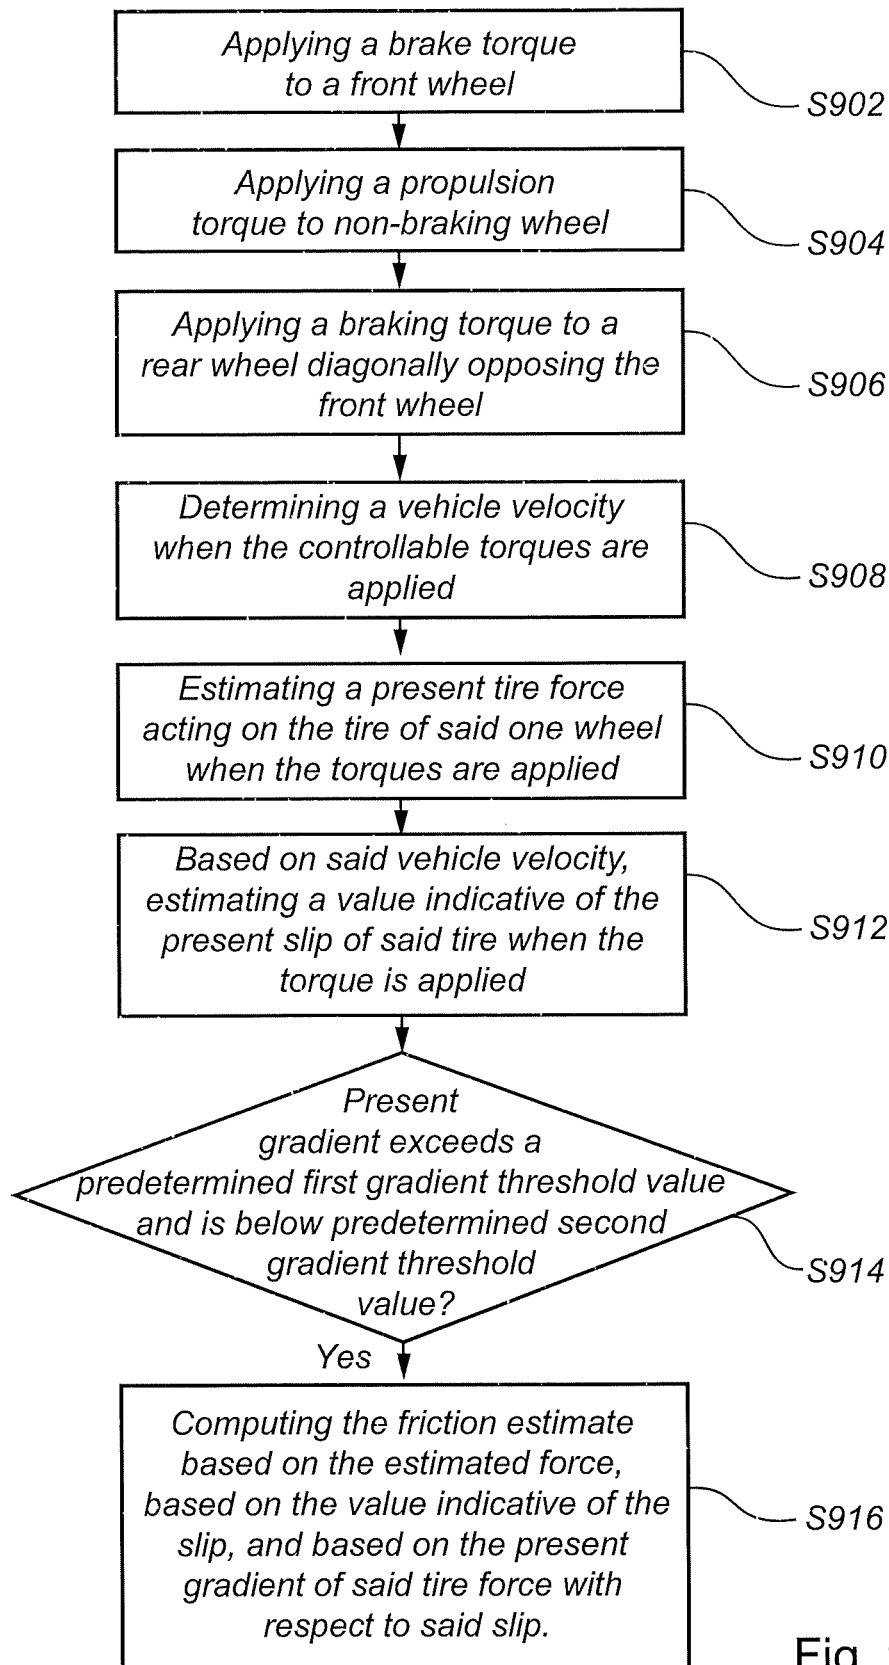 Applying a brake torque
to a front wheel
S902
Applying a propulsion
torque to non-braking wheel
S904
Applying a braking torque to a
rear wheel diagonally opposing the
front wheel
S906
Determining a vehicle velocity
when the controllable torques are
applied
S908
Estimating a present tire force
acting on the tire of said one wheel
when the torques are applied
S910
Based on said vehicle velocity,
estimating a value indicative of the
present slip of said tire when the
torque is applied
S912
Present
gradient exceeds a
predetermined first gradient threshold value
and is below predetermined second
gradient threshold
value?
S914
Yes
Computing the friction estimate
based on the estimated force,
based on the value indicative of the
slip, and based on the present
gradient of said tire force with
respect to said slip.
S916
Fig